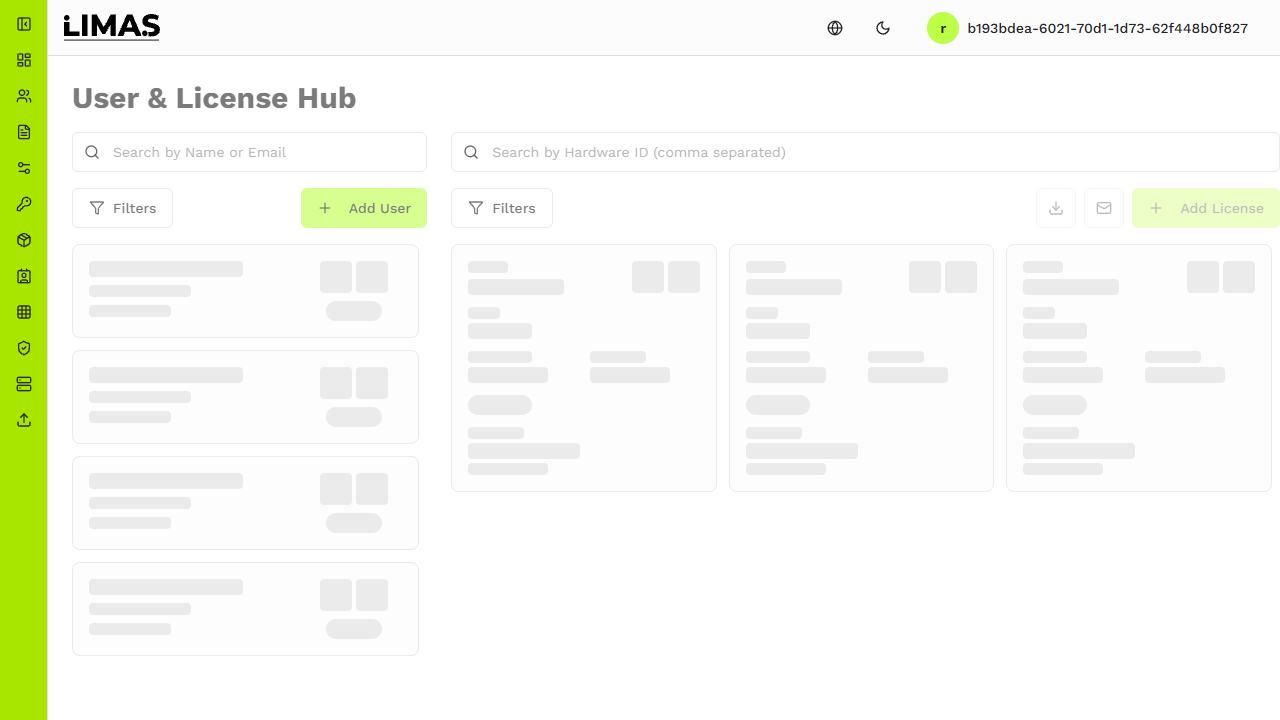 LIMAS
r
b193bdea-6021-70d1-1d73-62f448b0f827
User & License Hub
Search by Name or Email
Search by Hardware ID (comma separated)
Filters
Add User
Filters
Add License